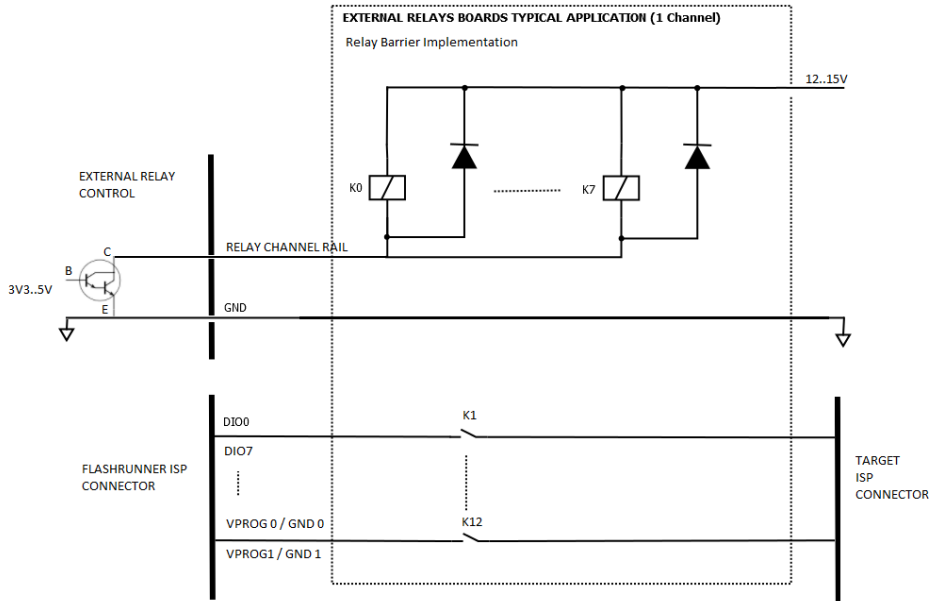 EXTERNAL RELAYS BOARDS TYPICAL APPLICATION (1 Channel)
Relay Barrier Implementation
12..15V
EXTERNAL RELAY
CONTROL
K0
K7
RELAY CHANNEL RAIL
C
B
3V3..5V
E
GND
DIO0
K1
DIO7
FLASHRUNNER ISP
CONNECTOR
TARGET
ISP
CONNECTOR
VPROG 0 / GND 0
K12
VPROG1 / GND 1